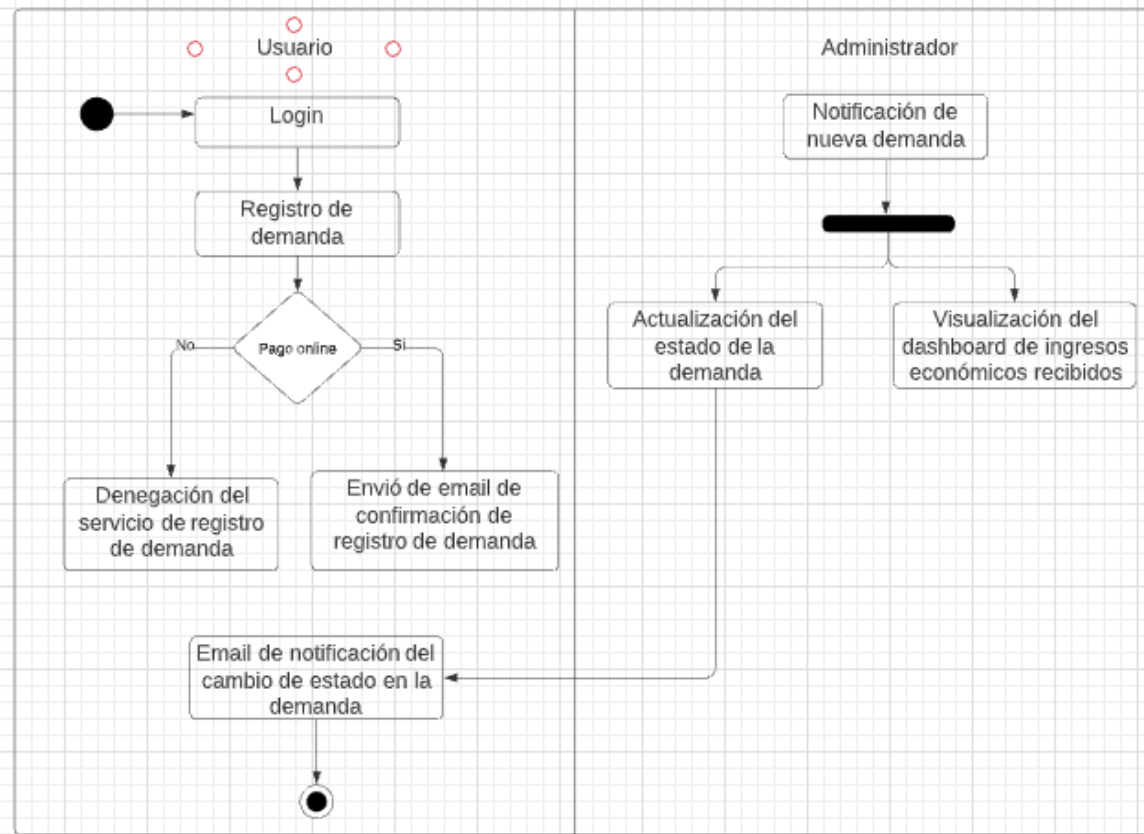 Usuario
Administrador
Login
Notificación de
nueva demanda
Registro de
demanda
No
Pago online
Si
Actualización del
estado de la
demanda
Visualización del
dashboard de ingresos
económicos recibidos
Denegación del
servicio de registro
de demanda
Envió de email de
confirmación de
registro de demanda
Email de notificación del
cambio de estado en la
demanda